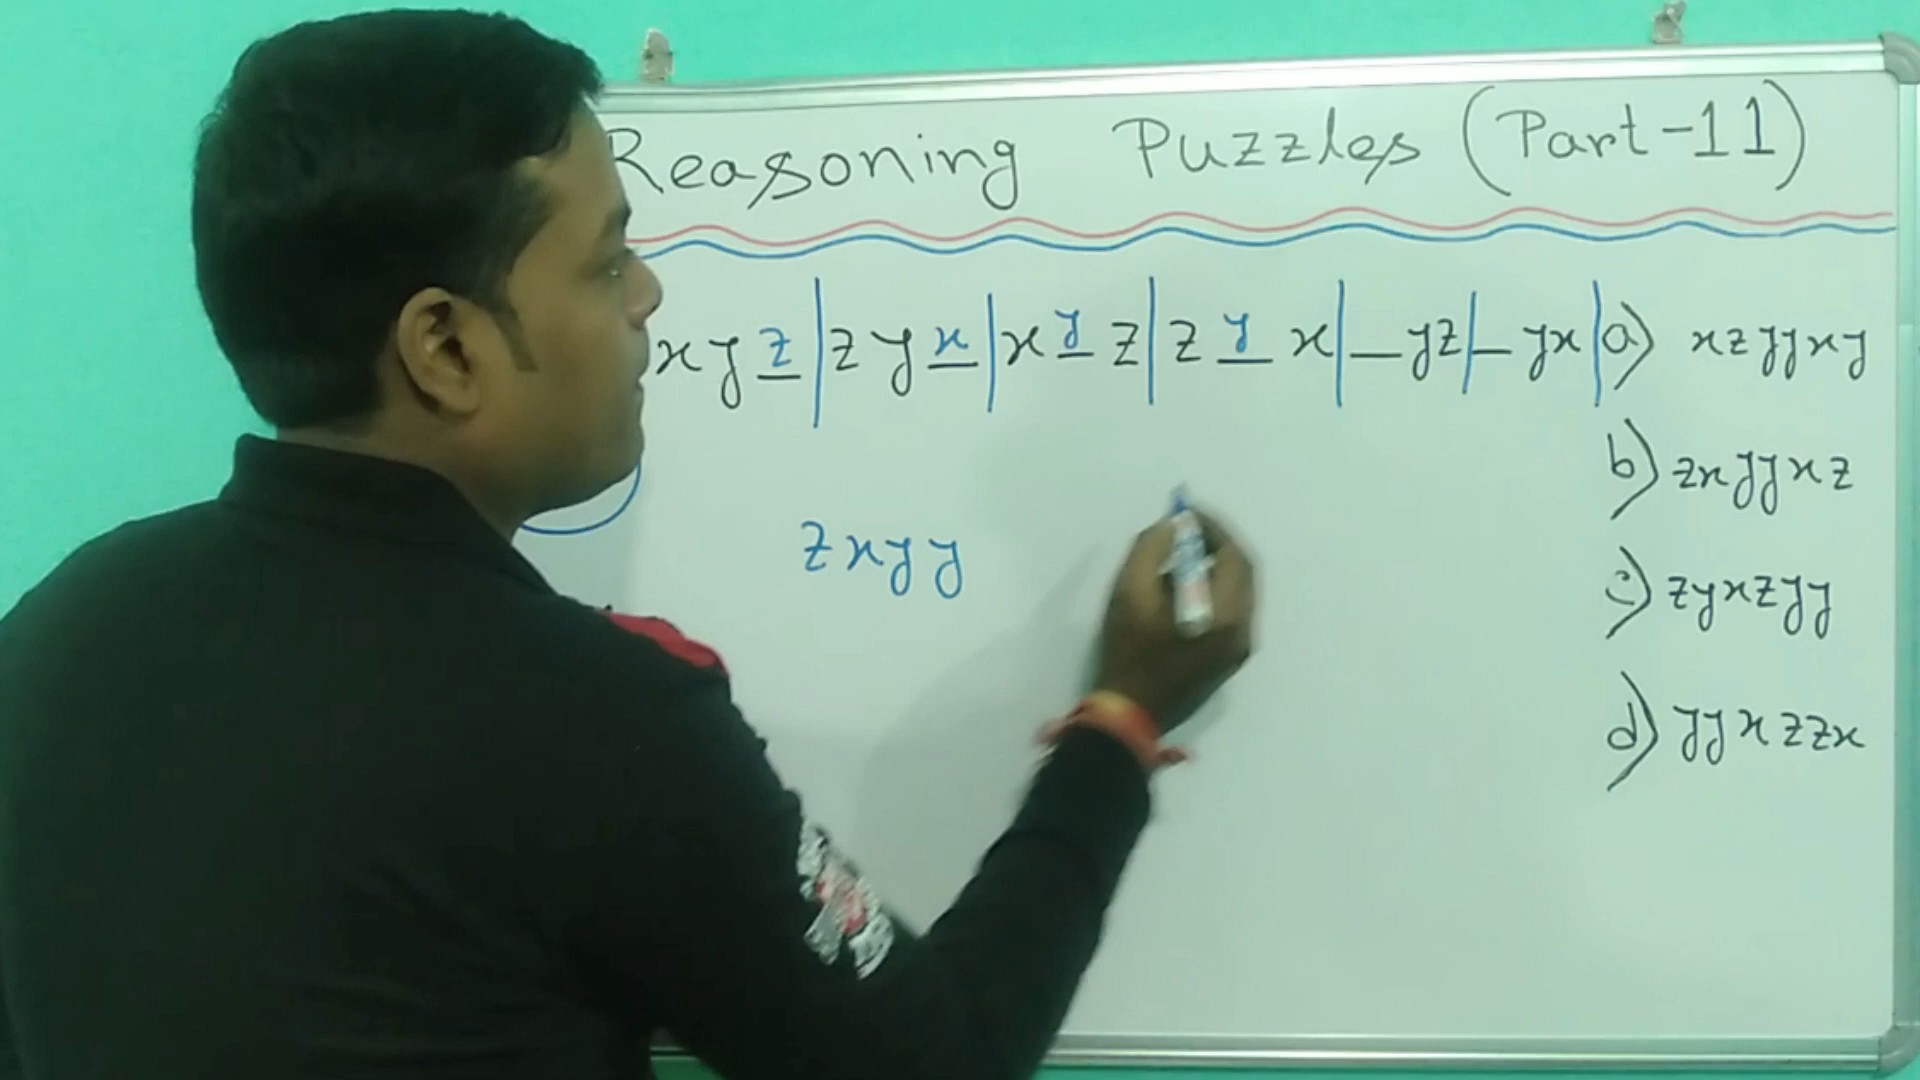 Reasoning Puzzles (Part-11)
xyz|zyx|xyz|zyx|_yz|_yx|
a) xzyyxy
b) zxyyxz
c) zyxzyy
d) yyxzzx
zxyy